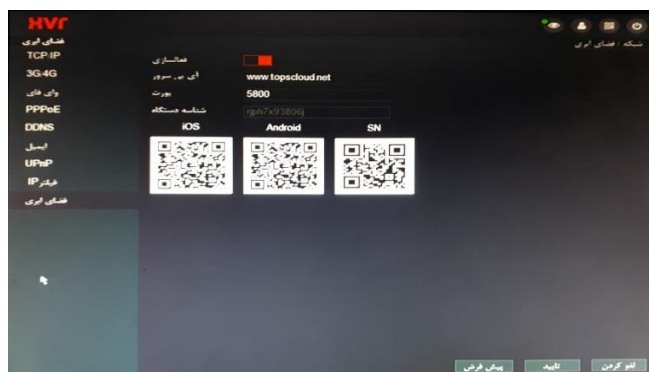 HVR
شبکه / فضای ابری
فضای ابری
TCP/IP
3G/4G
وای فای
PPPoE
DDNS
ایمیل
UPnP
فیلتر IP
فضای ابری
فعالسازی
آی پی سرور www.topscloud.net
پورت 5800
شناسه دستگاه rjph7x93806j
iOS Android SN
پیش فرض تایید لغو کردن